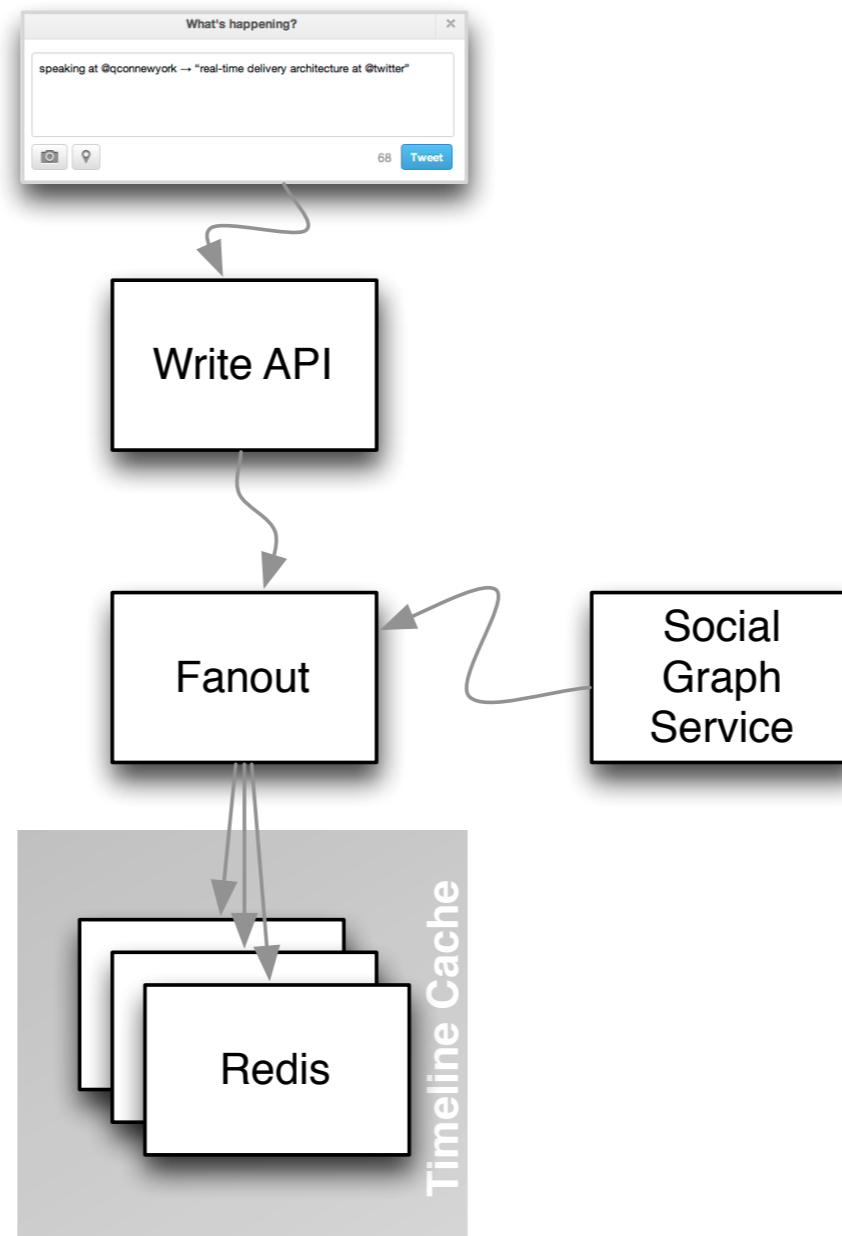 What's happening?
×
speaking at @qconnewyork → “real-time delivery architecture at @twitter”
68
Tweet
Write API
Fanout
Social
Graph
Service
Timeline Cache
Redis